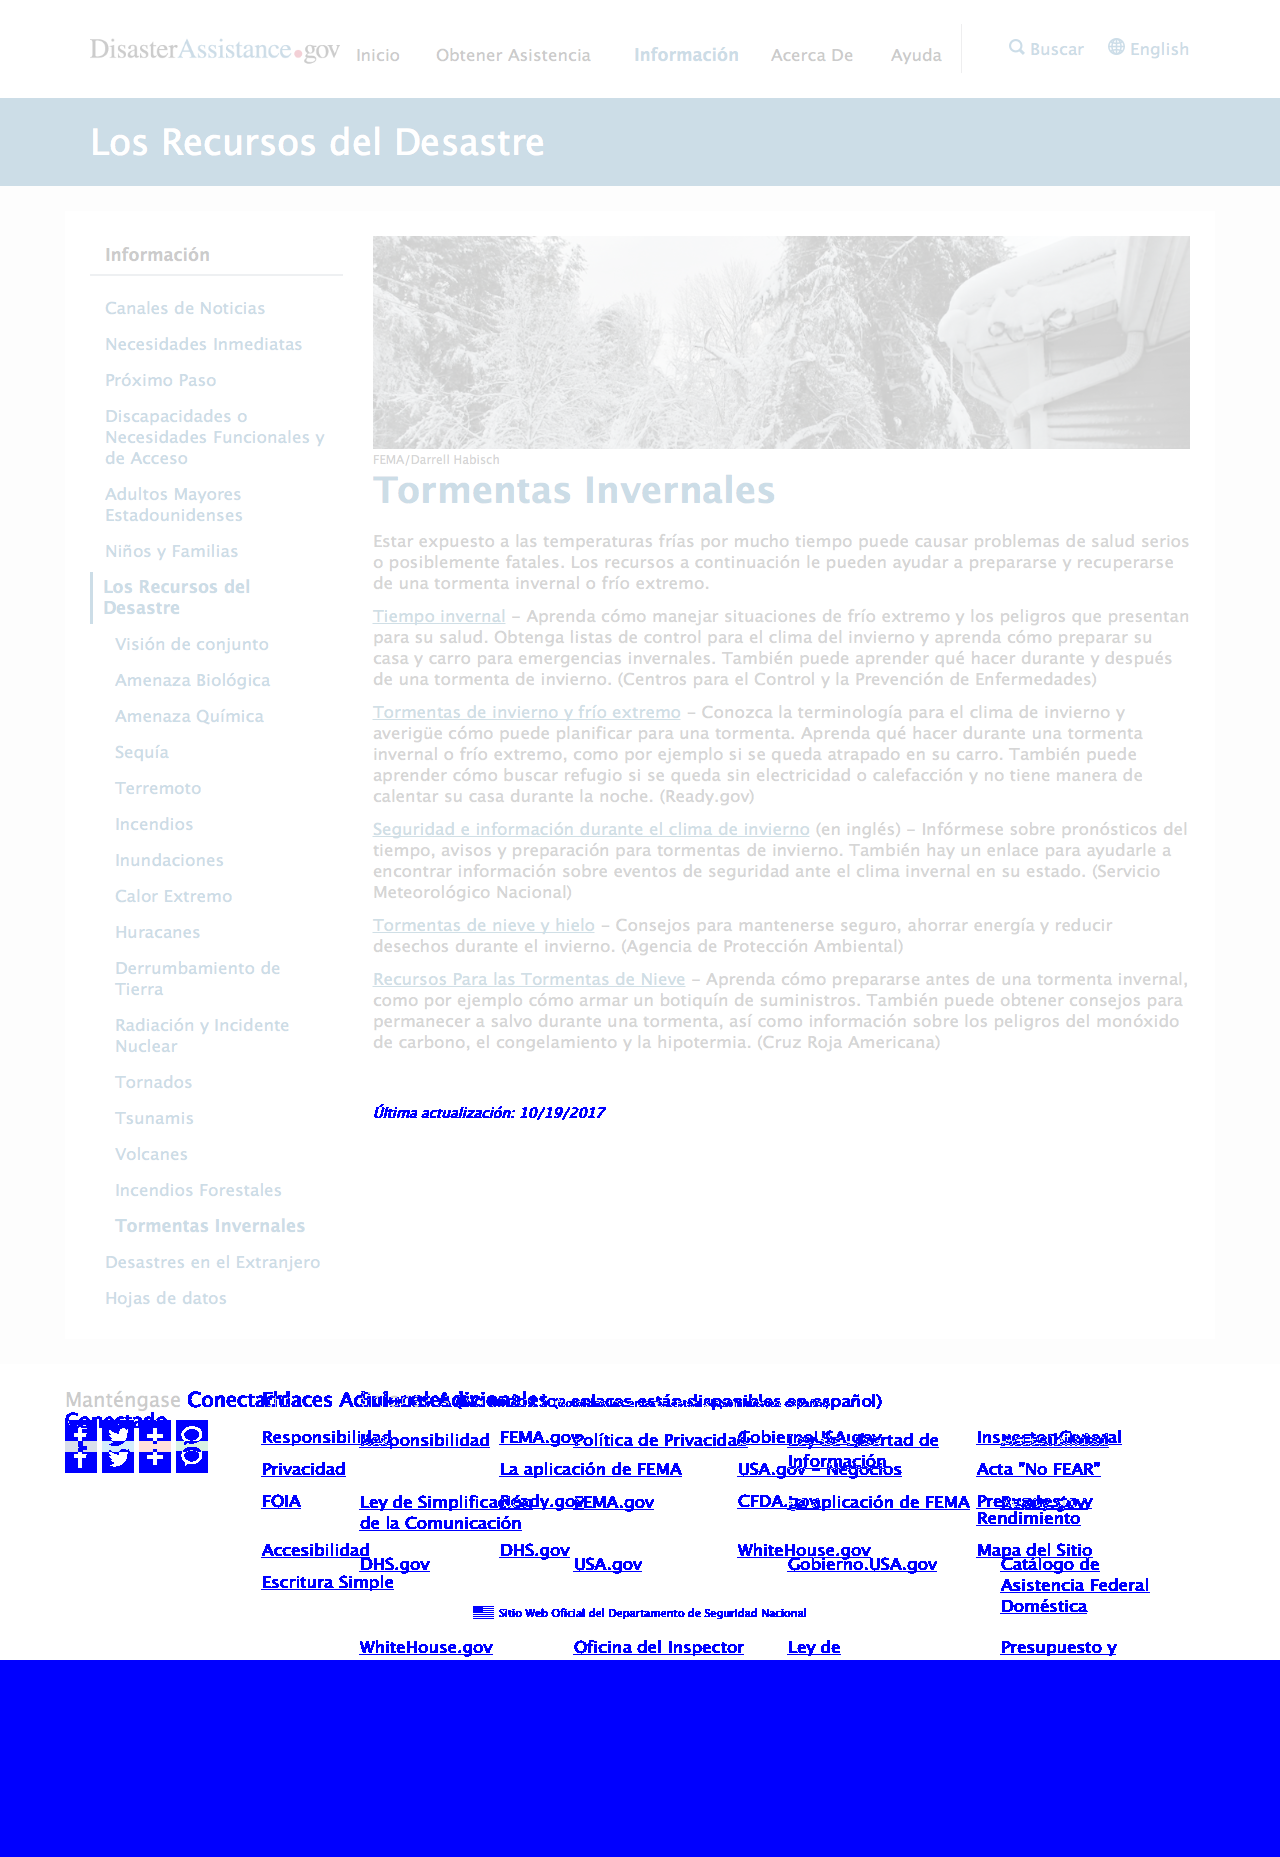 DisasterAssistance.gov
Inicio Obtener Asistencia Información Acerca De Ayuda Buscar English
Los Recursos del Desastre
Información
Canales de Noticias
Necesidades Inmediatas
Próximo Paso
Discapacidades o
Necesidades Funcionales y
de Acceso
Adultos Mayores
Estadounidenses
Niños y Familias
Los Recursos del
Desastre
Visión de conjunto
Amenaza Biológica
Amenaza Química
Sequía
Terremoto
Incendios
Inundaciones
Calor Extremo
Huracanes
Derrumbamiento de
Tierra
Radiación y Incidente
Nuclear
Tornados
Tsunamis
Volcanes
Incendios Forestales
Tormentas Invernales
Desastres en el Extranjero
Hojas de datos
FEMA/Darrell Habisch
Tormentas Invernales
Estar expuesto a las temperaturas frías por mucho tiempo puede causar problemas de salud serios
o posiblemente fatales. Los recursos a continuación le pueden ayudar a prepararse y recuperarse
de una tormenta invernal o frío extremo.
Tiempo invernal – Aprenda cómo manejar situaciones de frío extremo y los peligros que presentan
para su salud. Obtenga listas de control para el clima del invierno y aprenda cómo preparar su
casa y carro para emergencias invernales. También puede aprender qué hacer durante y después
de una tormenta de invierno. (Centros para el Control y la Prevención de Enfermedades)
Tormentas de invierno y frío extremo – Conozca la terminología para el clima de invierno y
averigüe cómo puede planificar para una tormenta. Aprenda qué hacer durante una tormenta
invernal o frío extremo, como por ejemplo si se queda atrapado en su carro. También puede
aprender cómo buscar refugio si se queda sin electricidad o calefacción y no tiene manera de
calentar su casa durante la noche. (Ready.gov)
Seguridad e información durante el clima de invierno (en inglés) – Infórmese sobre pronósticos del
tiempo, avisos y preparación para tormentas de invierno. También hay un enlace para ayudarle a
encontrar información sobre eventos de seguridad ante el clima invernal en su estado. (Servicio
Meteorológico Nacional)
Tormentas de nieve y hielo – Consejos para mantenerse seguro, ahorrar energía y reducir
desechos durante el invierno. (Agencia de Protección Ambiental)
Recursos Para las Tormentas de Nieve – Aprenda cómo prepararse antes de una tormenta invernal,
como por ejemplo cómo armar un botiquín de suministros. También puede obtener consejos para
permanecer a salvo durante una tormenta, así como información sobre los peligros del monóxido
de carbono, el congelamiento y la hipotermia. (Cruz Roja Americana)
Última actualización: 10/19/2017
Manténgase
Conectado
enlaces están disponibles en español)
Responsibilidad FEMA.gov Política de Privacidad
Información
Privacidad La aplicación de FEMA USA.gov – Negocios Acta "No FEAR"
FOIA Ley de Simplificación FEMA.gov La aplicación de FEMA
de la Comunicación Rendimiento
Accesibilidad DHS.gov WhiteHouse.gov Mapa del Sitio
DHS.gov USA.gov Gobierno.USA.gov Catálogo de
Asistencia Federal
Doméstica
Escritura Simple
Sitio Web Oficial del Departamento de Seguridad Nacional
WhiteHouse.gov Oficina del Inspector Ley de Presupuesto y